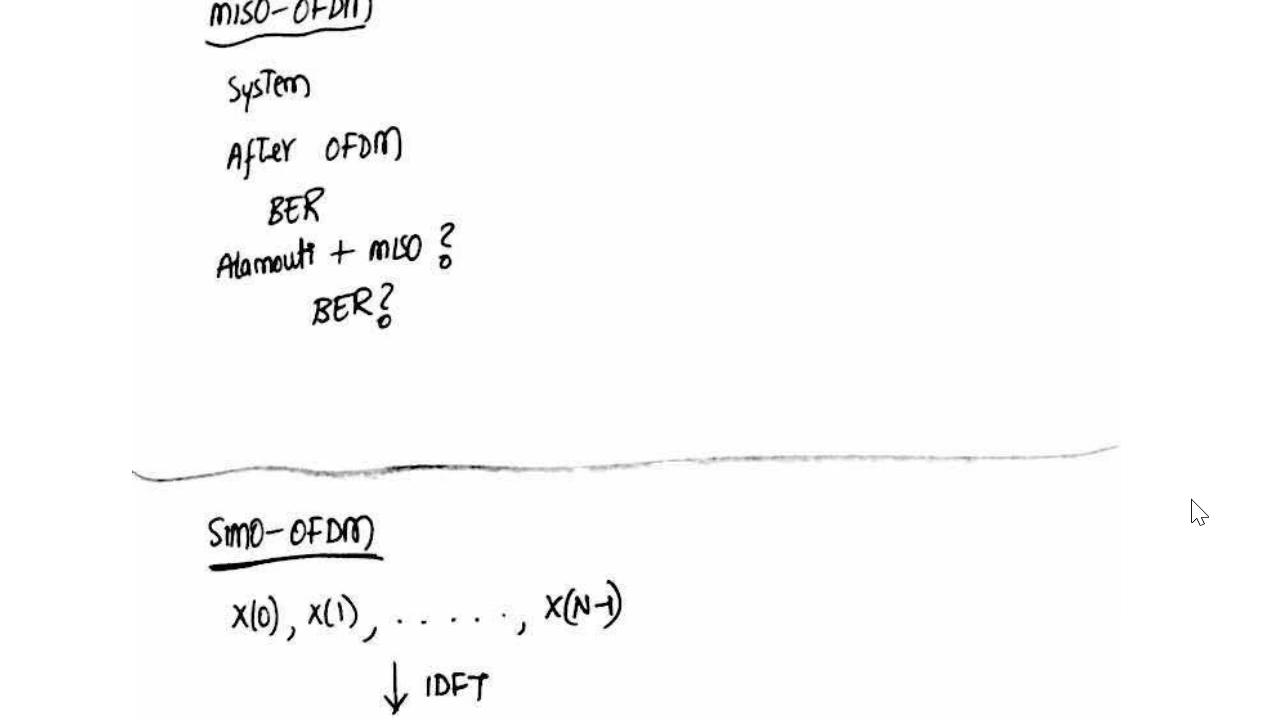 MISO-OFDM
System
After OFDM
BER
Alamouti + MISO ?
BER?
SIMO-OFDM
X(0), X(1), ....., X(N-1)
↓ IDFT